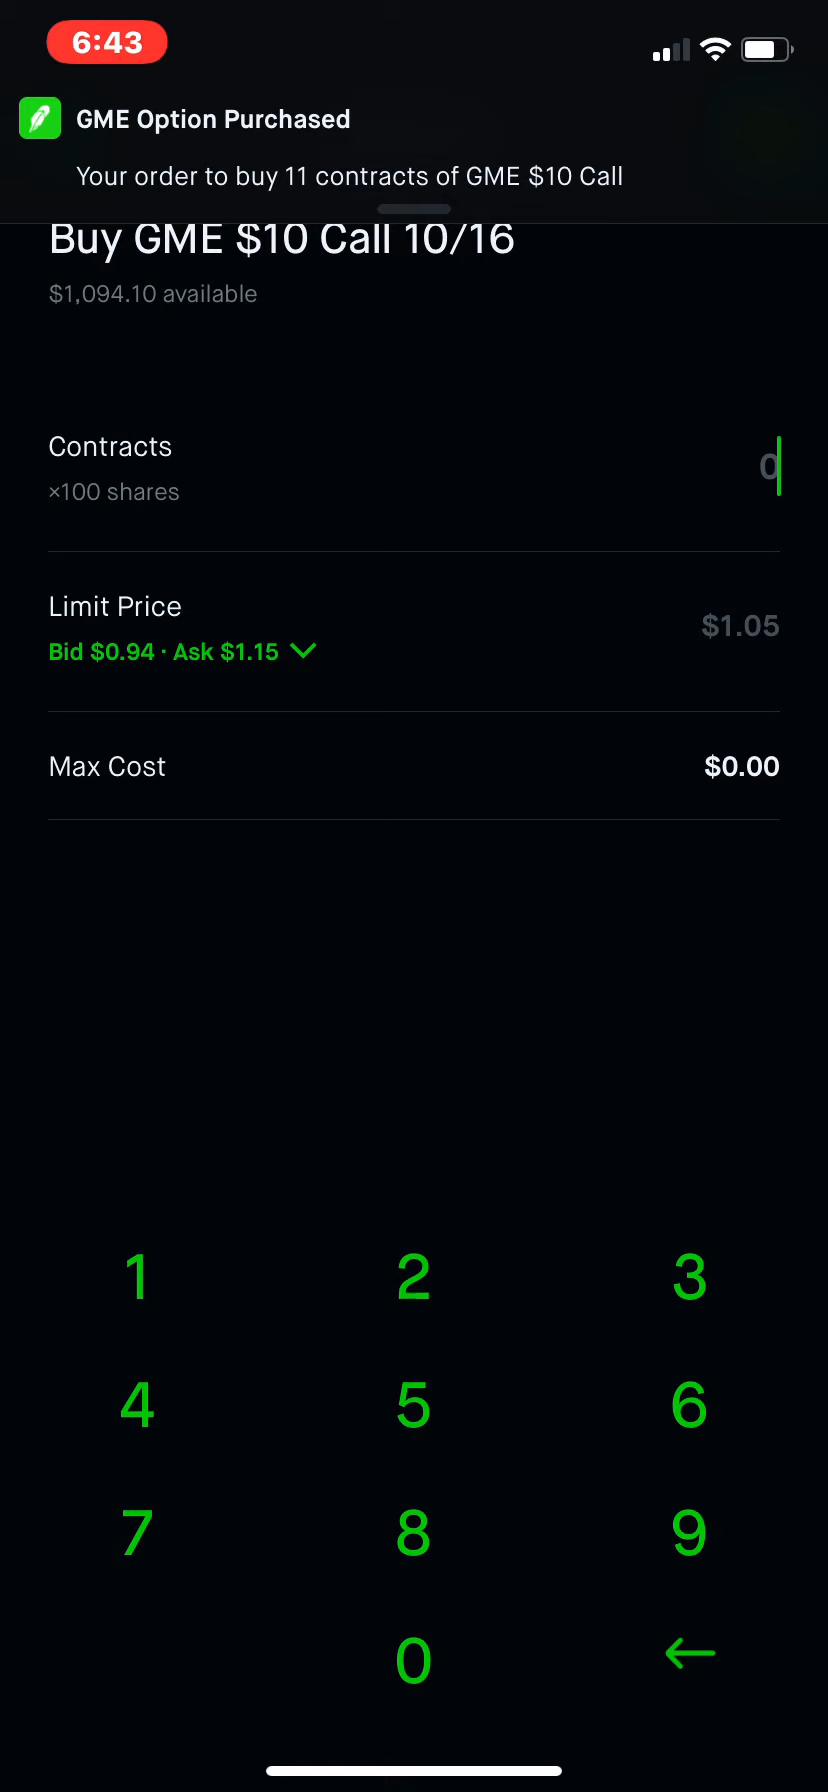 6:43
GME Option Purchased
Your order to buy 11 contracts of GME $10 Call
Buy GME $10 Call 10/16
$1,094.10 available
Contracts
0
×100 shares
Limit Price
$1.05
Bid $0.94 · Ask $1.15
Max Cost
$0.00
1 2 3
4 5 6
7 8 9
0